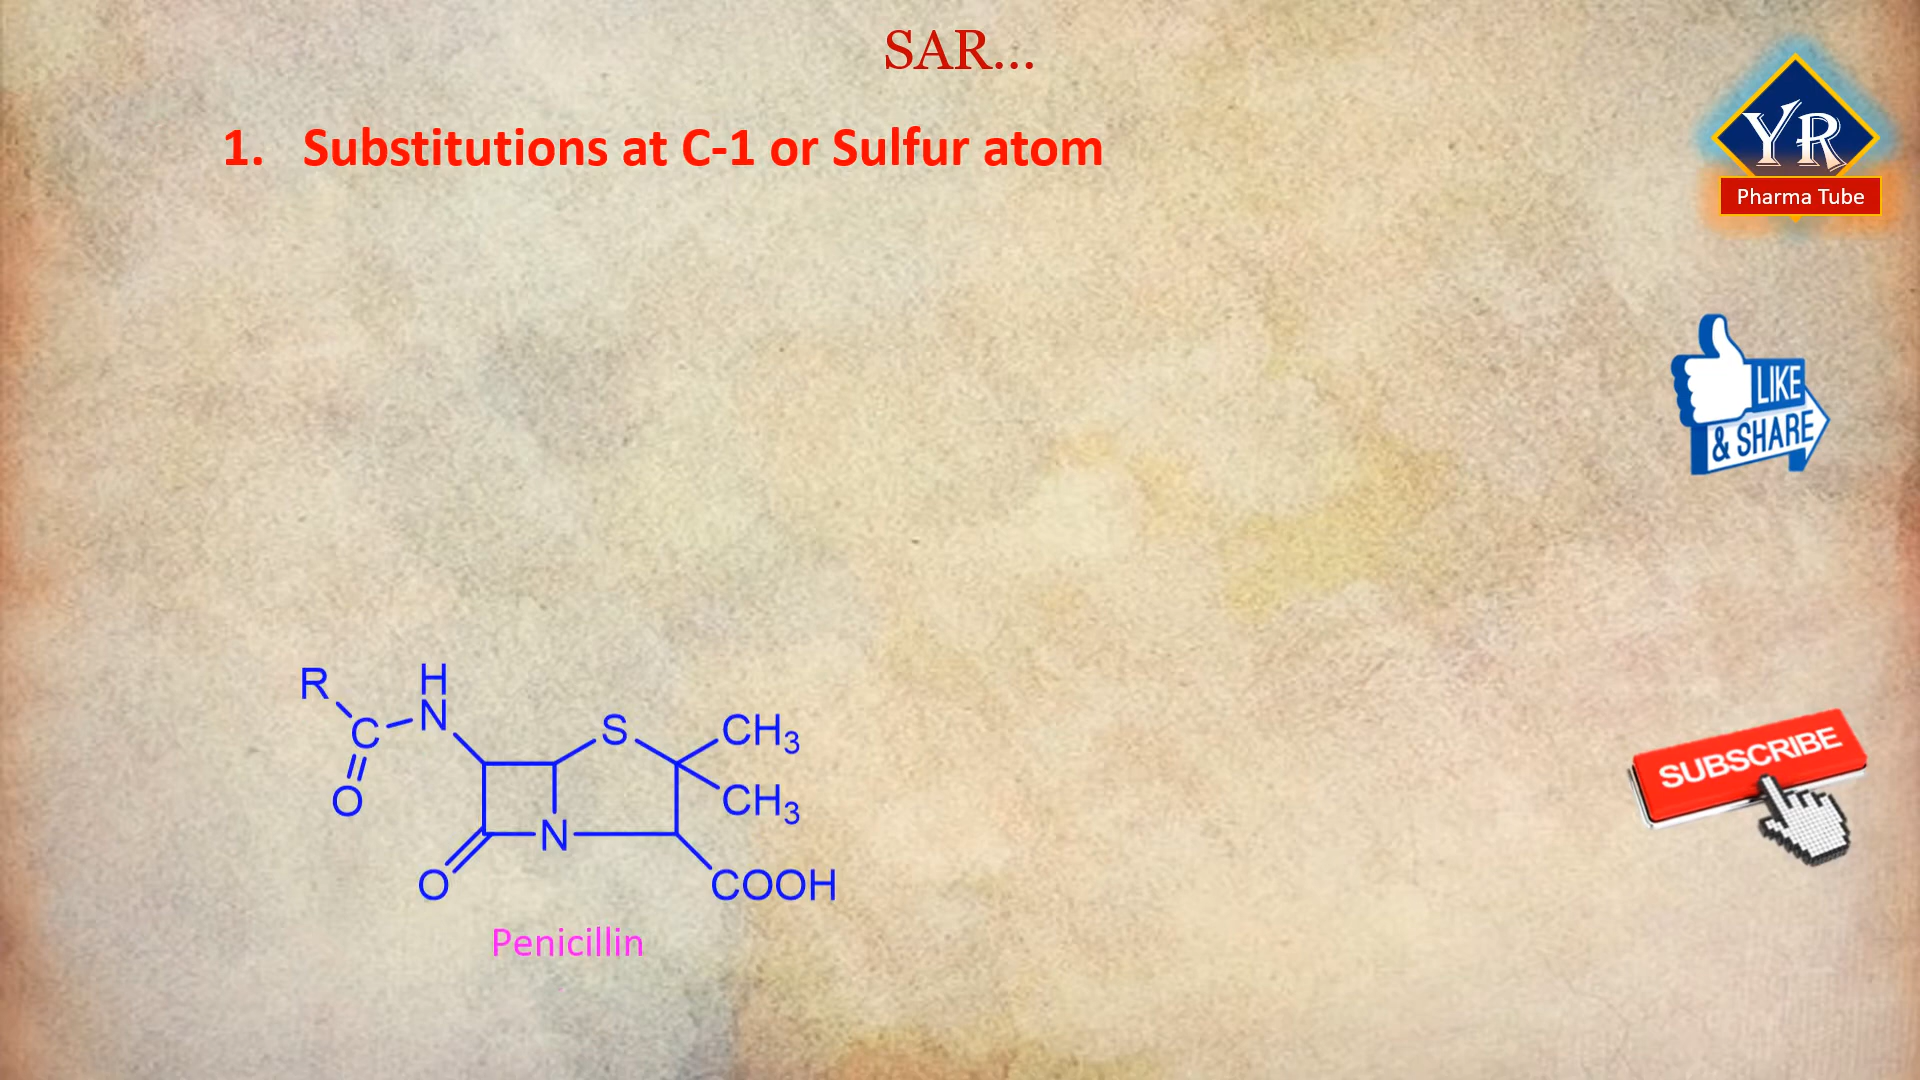 SAR...
1. Substitutions at C-1 or Sulfur atom
YR
Pharma Tube
LIKE
& SHARE
SUBSCRIBE
R
H
N
C
O
S
CH3
CH3
N
O
COOH
Penicillin